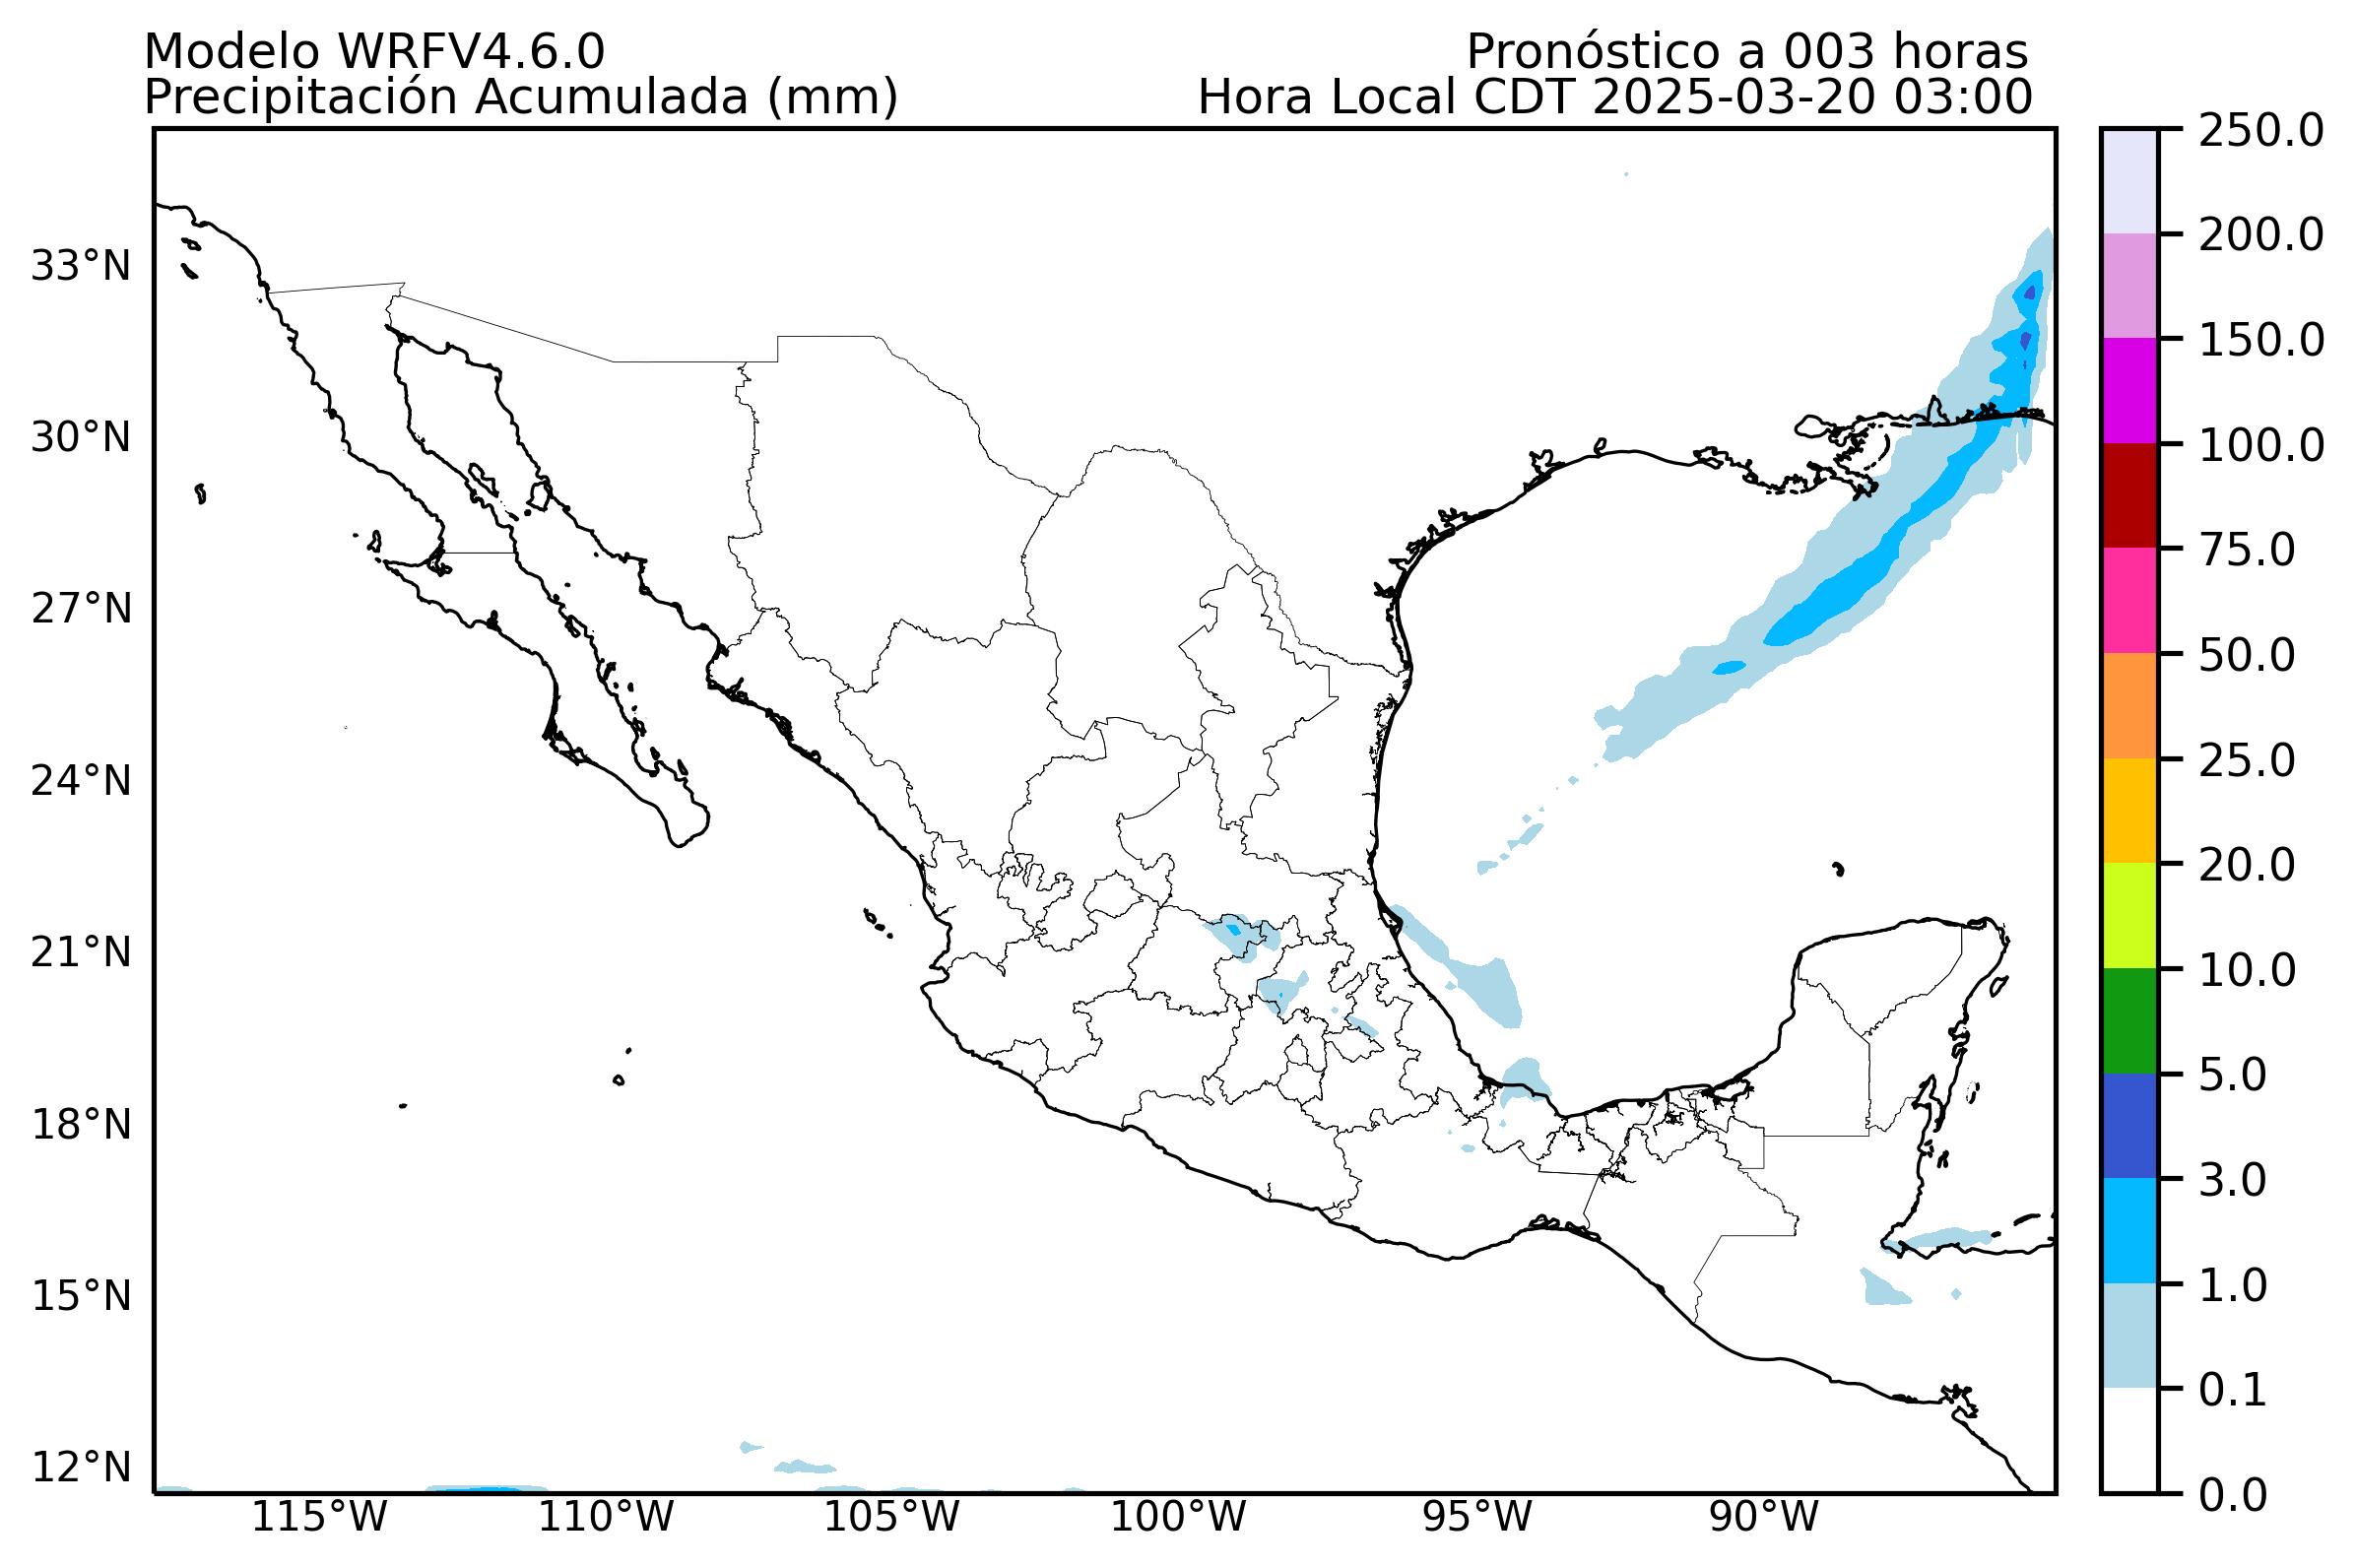 Modelo WRFV4.6.0
Pronóstico a 003 horas
Precipitación Acumulada (mm)
Hora Local CDT 2025-03-20 03:00
33°N
30°N
27°N
24°N
21°N
18°N
15°N
12°N
115°W
110°W
105°W
100°W
95°W
90°W
250.0
200.0
150.0
100.0
75.0
50.0
25.0
20.0
10.0
5.0
3.0
1.0
0.1
0.0